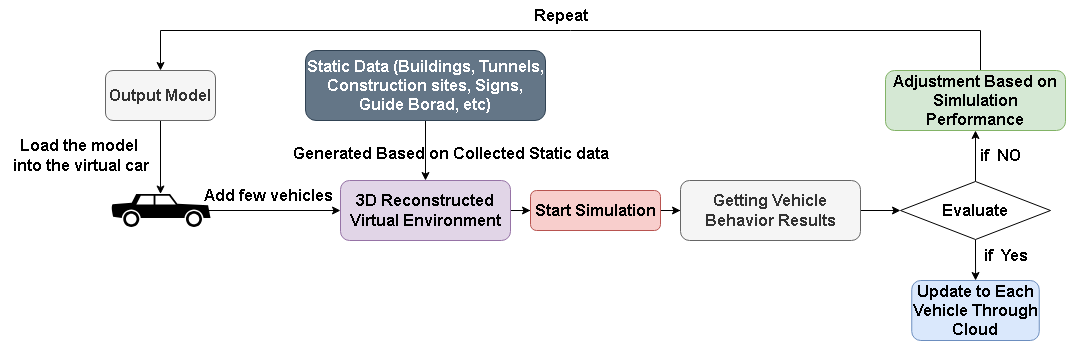 Repeat
Output Model
Static Data (Buildings, Tunnels,
Construction sites, Signs,
Guide Borad, etc)
Adjustment Based on
Simlulation
Performance
Load the model
into the virtual car
Generated Based on Collected Static data
if NO
Add few vehicles
3D Reconstructed
Virtual Environment
Start Simulation
Getting Vehicle
Behavior Results
Evaluate
if Yes
Update to Each
Vehicle Through
Cloud